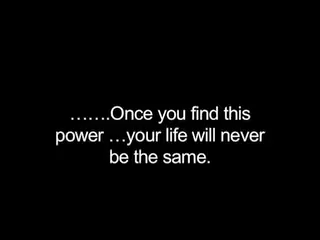 …….Once you find this
power …your life will never
be the same.